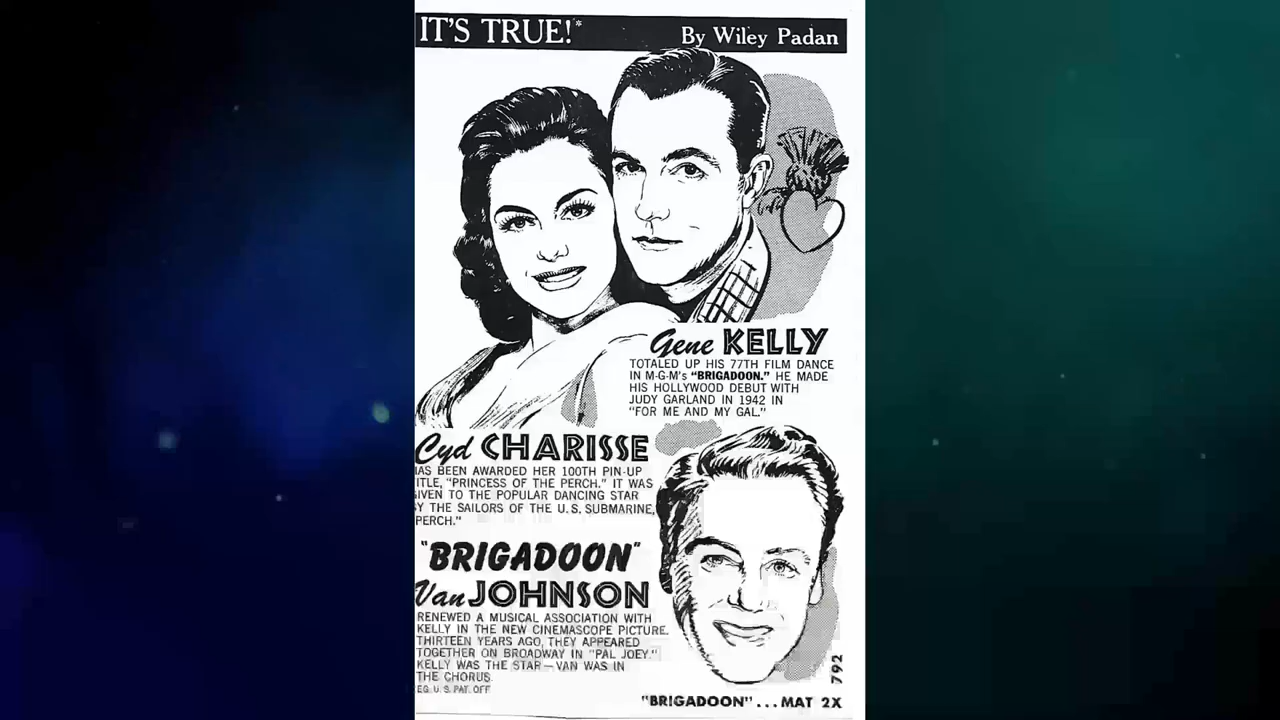 IT'S TRUE!*
By Wiley Padan
Gene KELLY
TOTALED UP HIS 77TH FILM DANCE
IN M-G-M's "BRIGADOON." HE MADE
HIS HOLLYWOOD DEBUT WITH
JUDY GARLAND IN 1942 IN
"FOR ME AND MY GAL."
Cyd CHARISSE
AS BEEN AWARDED HER 100TH PIN-UP
ITLE, "PRINCESS OF THE PERCH." IT WAS
IVEN TO THE POPULAR DANCING STAR
Y THE SAILORS OF THE U.S. SUBMARINE,
PERCH."
"BRIGADOON"
Van JOHNSON
RENEWED A MUSICAL ASSOCIATION WITH
KELLY IN THE NEW CINEMASCOPE PICTURE.
THIRTEEN YEARS AGO, THEY APPEARED
TOGETHER ON BROADWAY IN "PAL JOEY."
KELLY WAS THE STAR—VAN WAS IN
THE CHORUS.
EG. U.S. PAT. OFF
792
"BRIGADOON"...MAT 2X